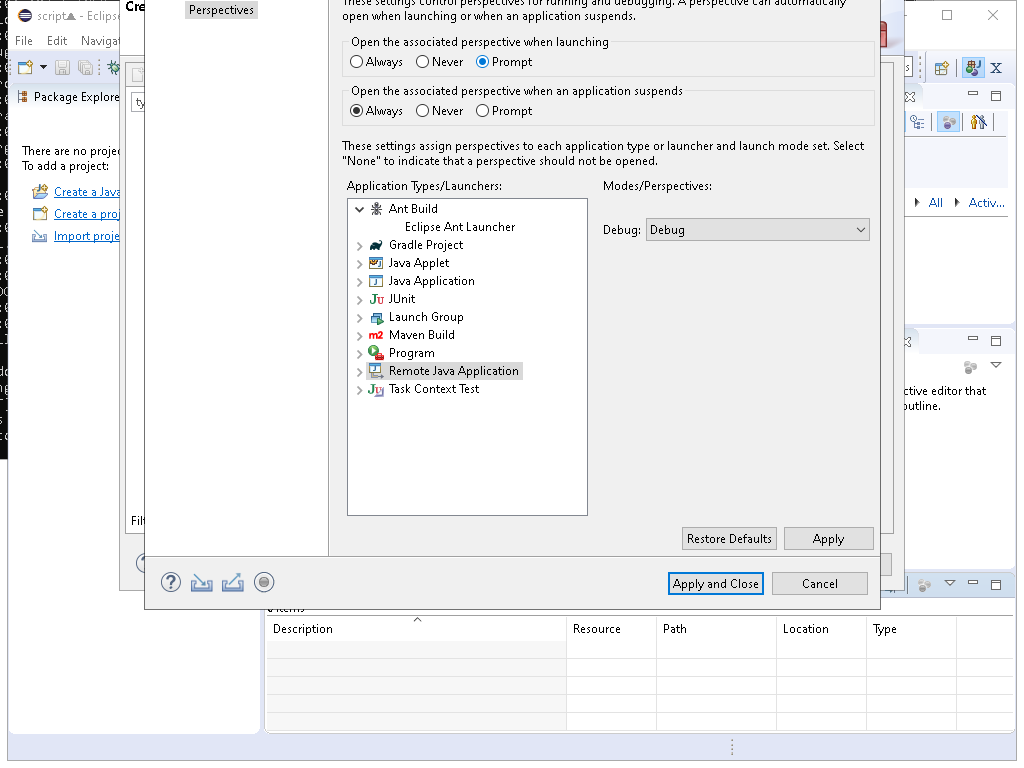 Cre
Perspectives
These settings control perspectives for running and debugging. A perspective can automatically
open when launching or when an application suspends.
script - Eclipse
File Edit Navigat
Package Explore
There are no projec
To add a project:
Create a Java
Create a proj
Import proje
ty
Open the associated perspective when launching
Always Never Prompt
Open the associated perspective when an application suspends
Always Never Prompt
These settings assign perspectives to each application type or launcher and launch mode set. Select
"None" to indicate that a perspective should not be opened.
Application Types/Launchers:
Modes/Perspectives:
Ant Build
Eclipse Ant Launcher
Gradle Project
Java Applet
Java Application
JUnit
Launch Group
Maven Build
Program
Remote Java Application
Task Context Test
Debug: Debug
All Activ...
ctive editor that
outline.
Filt
Restore Defaults Apply
Apply and Close Cancel
items
Description Resource Path Location Type